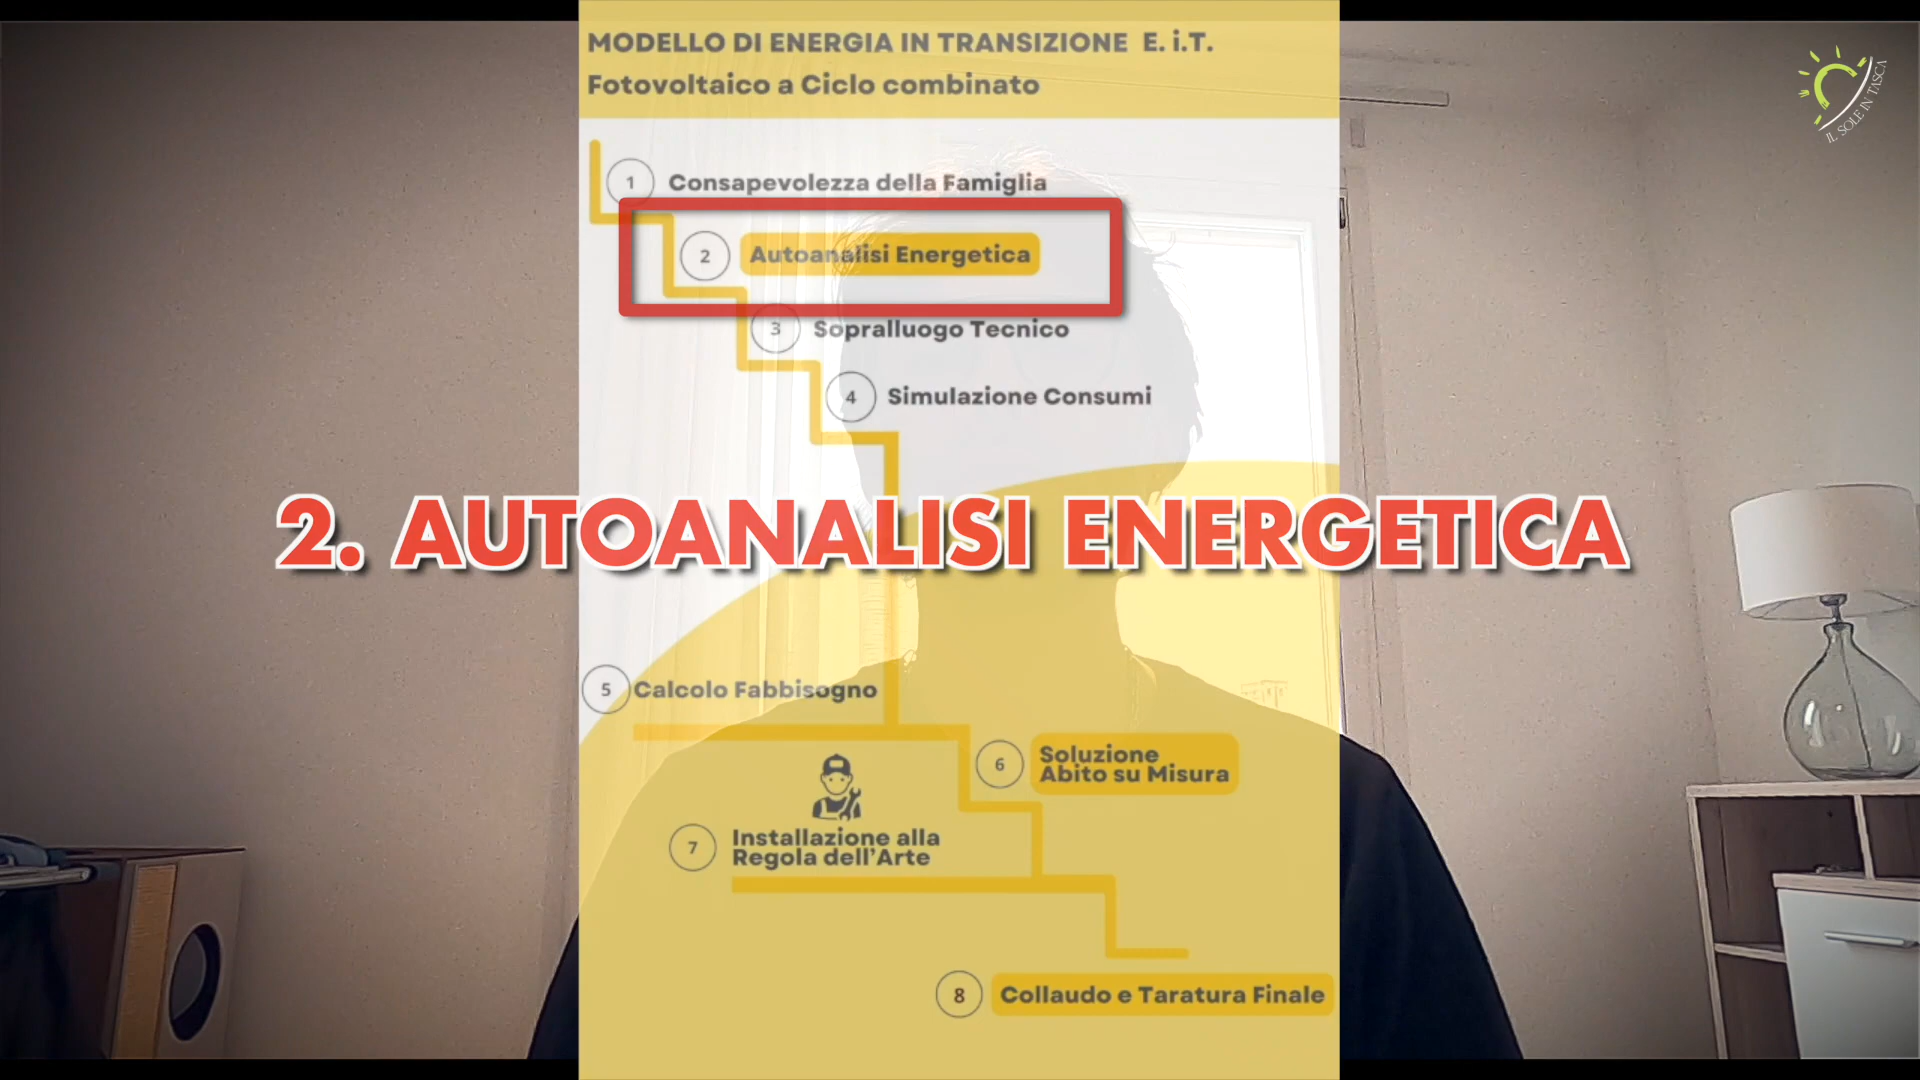 MODELLO DI ENERGIA IN TRANSIZIONE E. i.T.
Fotovoltaico a Ciclo combinato
IL SOLE IN TASCA
1 Consapevolezza della Famiglia
2 Autoanalisi Energetica
3 Sopralluogo Tecnico
4 Simulazione Consumi
2. AUTOANALISI ENERGETICA
5 Calcolo Fabbisogno
6 Soluzione
Abito su Misura
7 Installazione alla
Regola dell'Arte
8 Collaudo e Taratura Finale